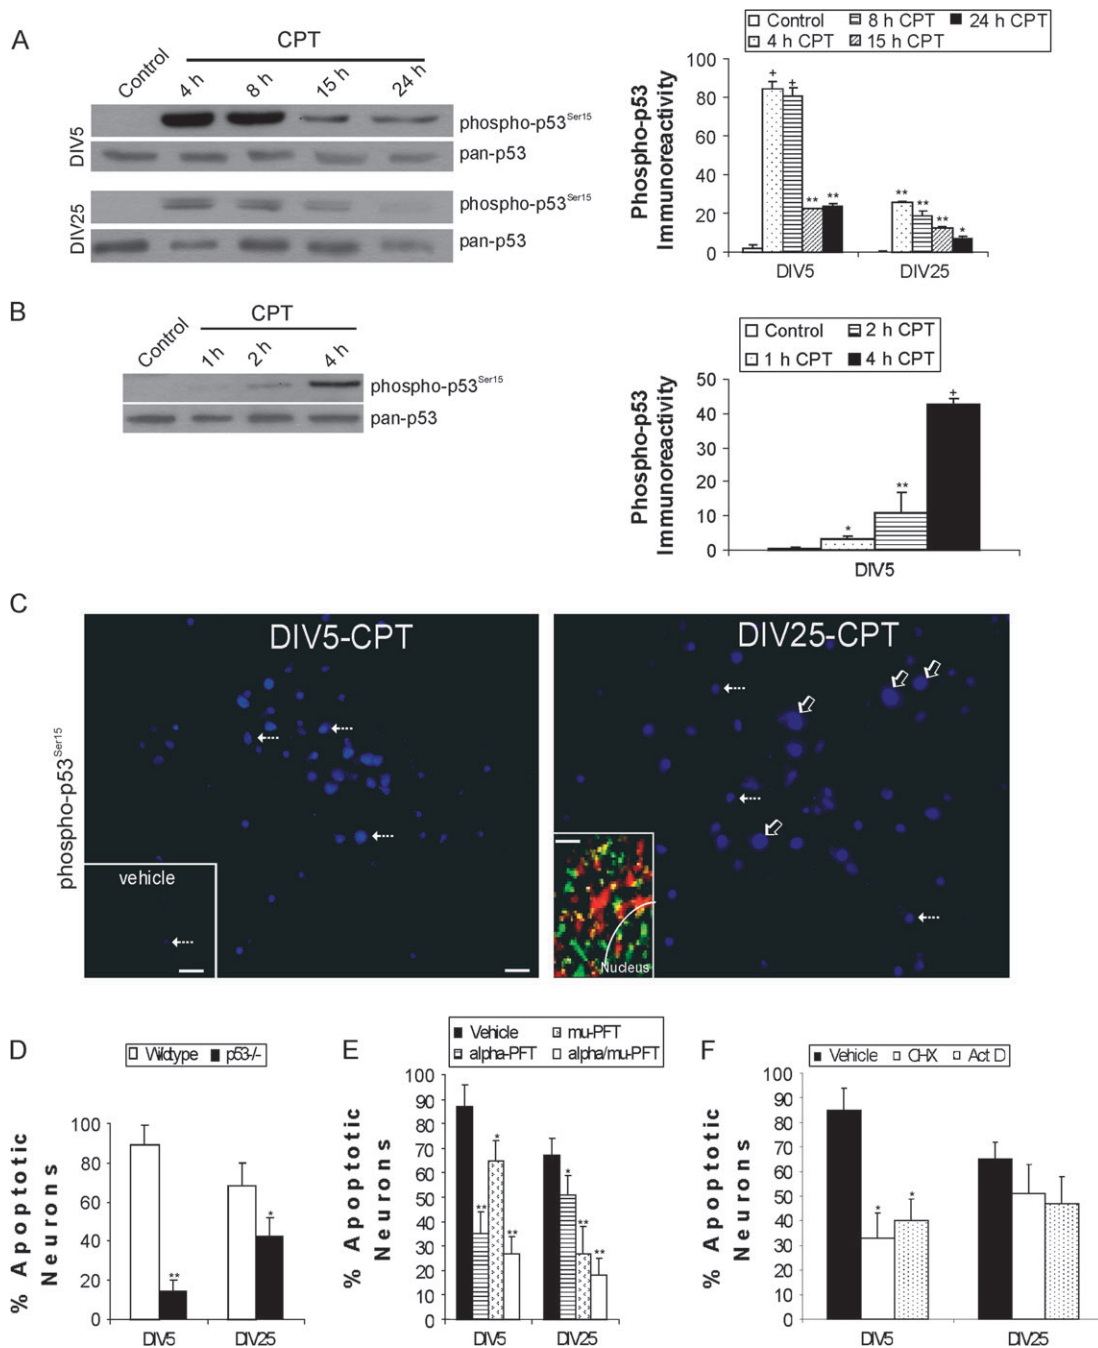 A
CPT
Control
4 h
8 h
15 h
24 h
DIV5
phospho-p53Ser15
pan-p53
DIV25
phospho-p53Ser15
pan-p53
Control 8 h CPT 24 h CPT
4 h CPT 15 h CPT
Phospho-p53
Immunoreactivity
100
80
60
40
20
0
+ + ** **
** ** ** *
DIV5 DIV25
B
CPT
Control
1 h
2 h
4 h
phospho-p53Ser15
pan-p53
Control 2 h CPT
1 h CPT 4 h CPT
Phospho-p53
Immunoreactivity
50
40
30
20
10
0
* ** +
DIV5
C
phospho-p53Ser15
DIV5-CPT
vehicle
DIV25-CPT
Nucleus
D
Wildtype p53-/-
% Apoptotic
Neurons
100
80
60
40
20
0
** *
DIV5 DIV25
E
Vehicle mu-PFT
alpha-PFT alpha/mu-PFT
% Apoptotic
Neurons
100
90
80
70
60
50
40
30
20
10
0
** * **
* ** **
DIV5 DIV25
F
Vehicle CHX Act D
% Apoptotic
Neurons
100
90
80
70
60
50
40
30
20
10
0
* *
DIV5 DIV25